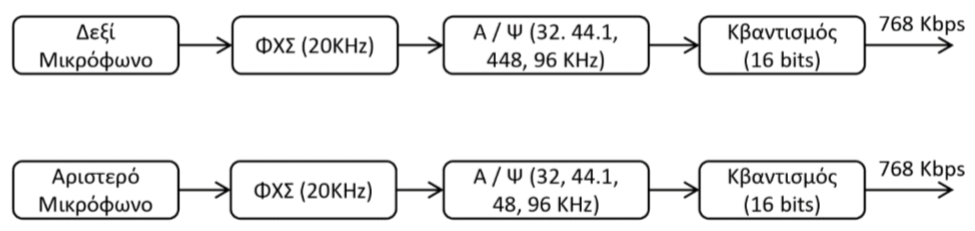 Δεξί
Μικρόφωνο
ΦΧΣ (20KHz)
Α / Ψ (32. 44.1,
448, 96 KHz)
Κβαντισμός
(16 bits)
768 Kbps
Αριστερό
Μικρόφωνο
ΦΧΣ (20KHz)
Α / Ψ (32, 44.1,
48, 96 KHz)
Κβαντισμός
(16 bits)
768 Kbps